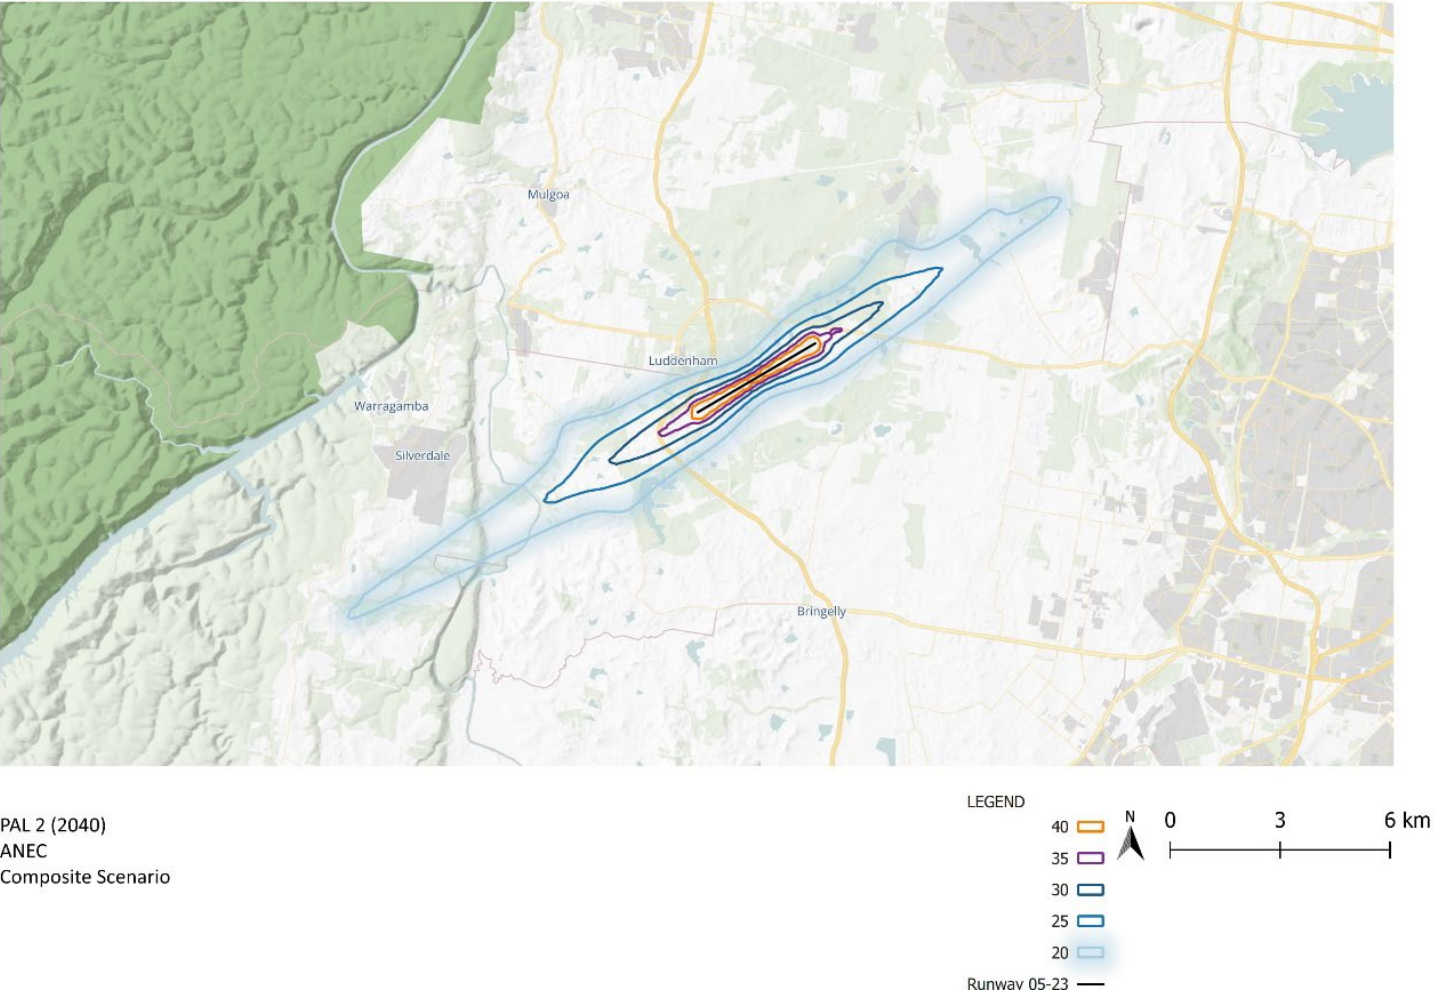 Mulgoa
Luddenham
Warragamba
Silverdale
Bringelly
PAL 2 (2040)
ANEC
Composite Scenario
LEGEND
40
35
30
25
20
Runway 05-23
N
0 3 6 km